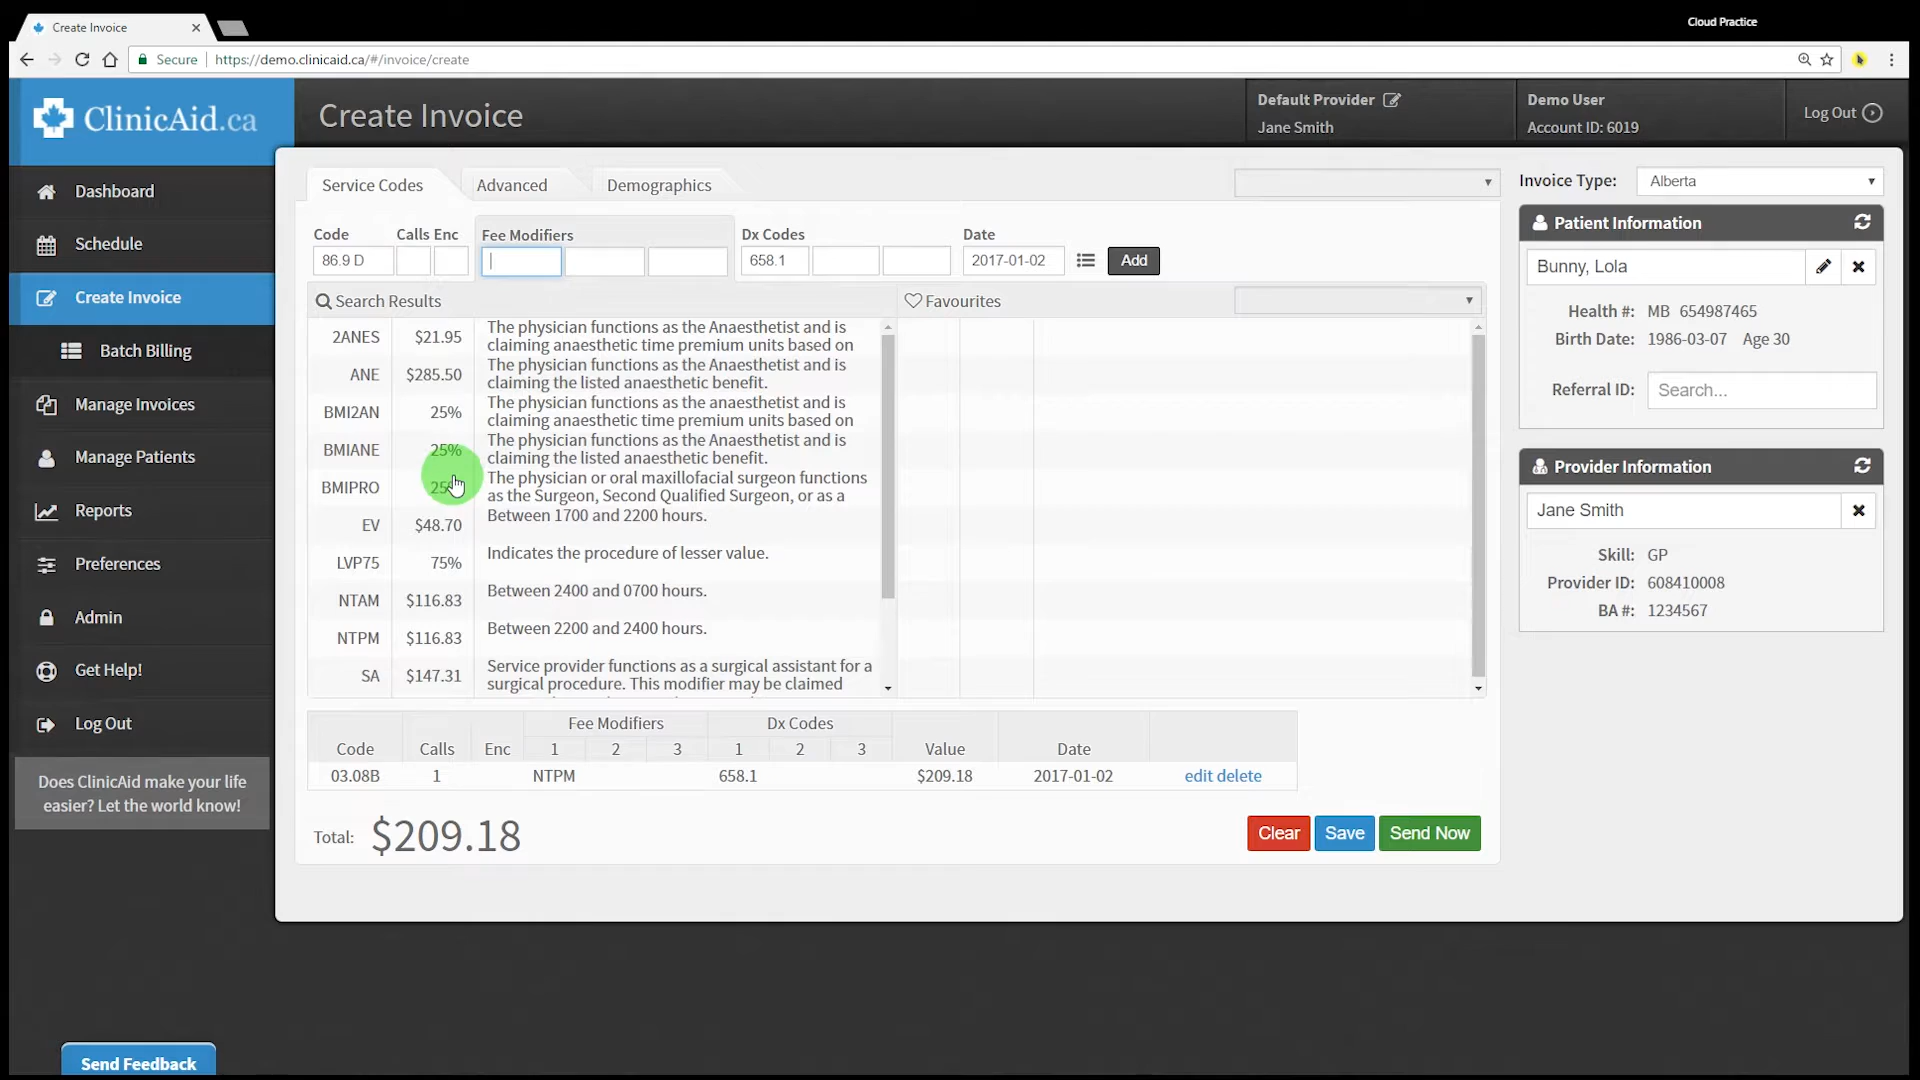 Cloud Practice
Create Invoice
Secure https://demo.clinicaid.ca/#/invoice/create
ClinicAid.ca
Create Invoice
Default Provider
Jane Smith
Demo User
Account ID: 6019
Log Out
Dashboard
Schedule
Create Invoice
Batch Billing
Manage Invoices
Manage Patients
Reports
Preferences
Admin
Get Help!
Log Out
Does ClinicAid make your life
easier? Let the world know!
Send Feedback
Service Codes Advanced Demographics
Code Calls Enc Fee Modifiers Dx Codes Date
86.9 D 658.1 2017-01-02 Add
Search Results Favourites
2ANES $21.95 The physician functions as the Anaesthetist and is
claiming anaesthetic time premium units based on
ANE $285.50 The physician functions as the Anaesthetist and is
claiming the listed anaesthetic benefit.
BMI2AN 25% The physician functions as the anaesthetist and is
claiming anaesthetic time premium units based on
BMIANE 25% The physician functions as the Anaesthetist and is
claiming the listed anaesthetic benefit.
BMIPRO 25% The physician or oral maxillofacial surgeon functions
as the Surgeon, Second Qualified Surgeon, or as a
EV $48.70 Between 1700 and 2200 hours.
LVP75 75% Indicates the procedure of lesser value.
NTAM $116.83 Between 2400 and 0700 hours.
NTPM $116.83 Between 2200 and 2400 hours.
SA $147.31 Service provider functions as a surgical assistant for a
surgical procedure. This modifier may be claimed
Fee Modifiers Dx Codes
Code Calls Enc 1 2 3 1 2 3 Value Date
03.08B 1 NTPM 658.1 $209.18 2017-01-02 edit delete
Total: $209.18
Clear Save Send Now
Invoice Type: Alberta
Patient Information
Bunny, Lola
Health #: MB 654987465
Birth Date: 1986-03-07 Age 30
Referral ID: Search...
Provider Information
Jane Smith
Skill: GP
Provider ID: 608410008
BA #: 1234567